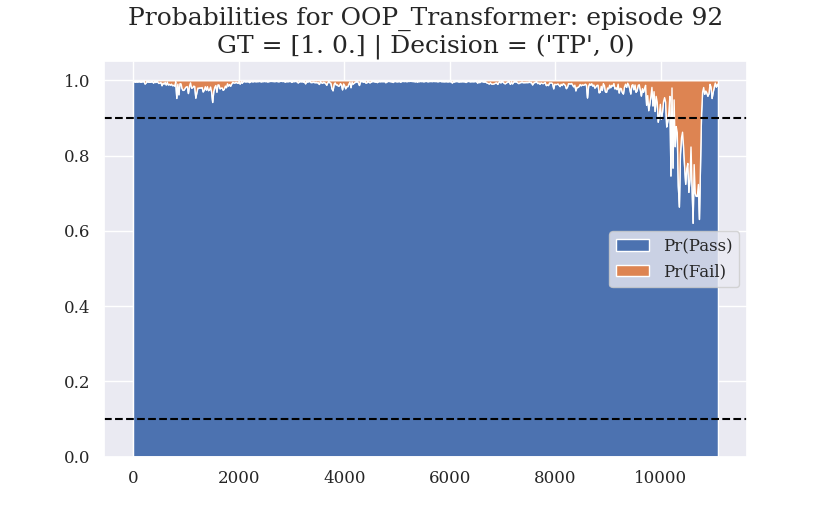 Probabilities for OOP_Transformer: episode 92
GT = [1. 0.] | Decision = ('TP', 0)
1.0
0.8
0.6
0.4
0.2
0.0
Pr(Pass)
Pr(Fail)
0 2000 4000 6000 8000 10000